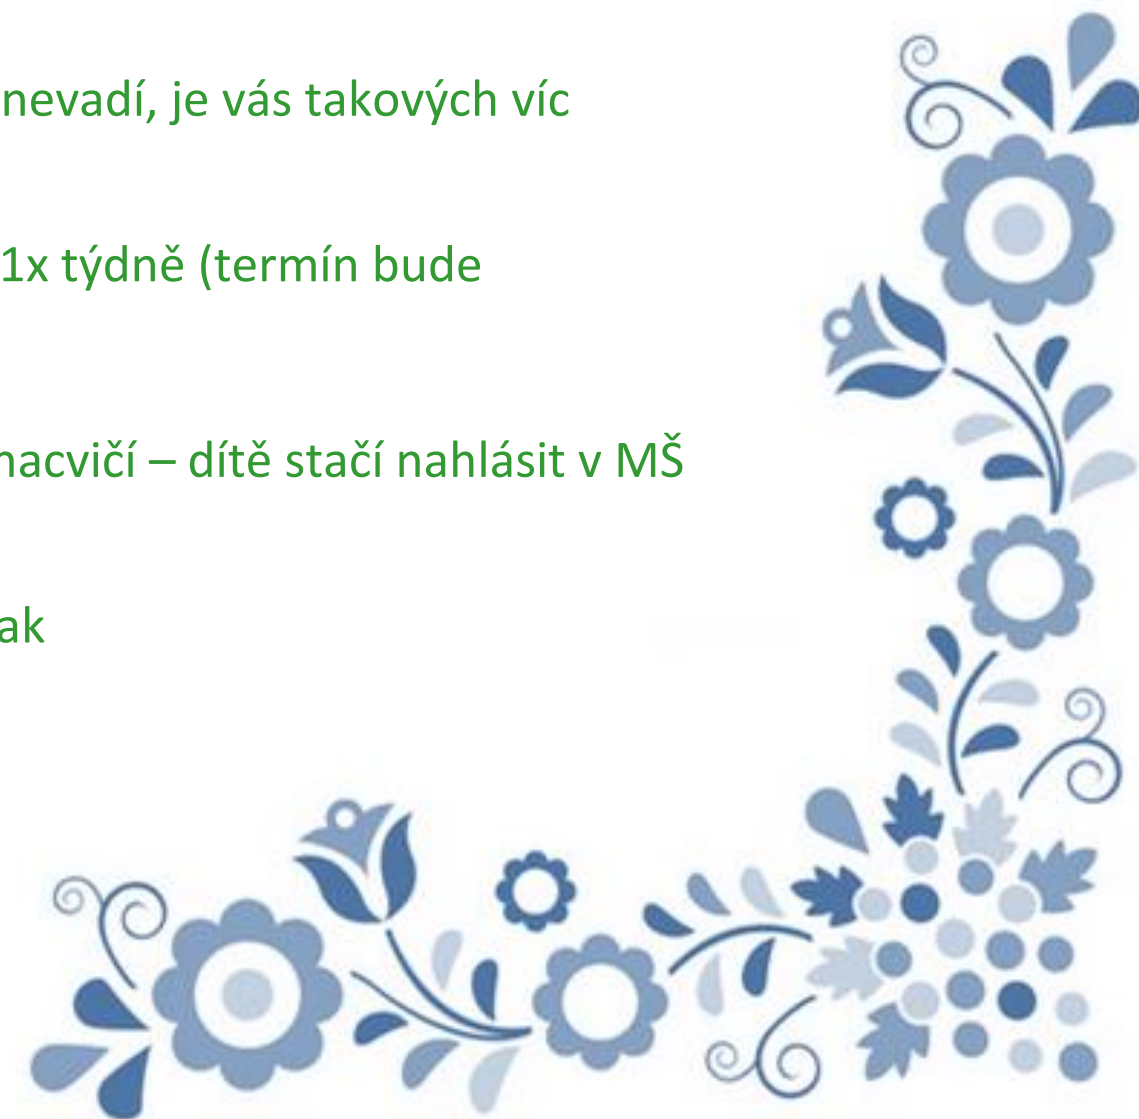 nevadí, je vás takových víc
1x týdně (termín bude
nacvičí – dítě stačí nahlásit v MŠ
ak